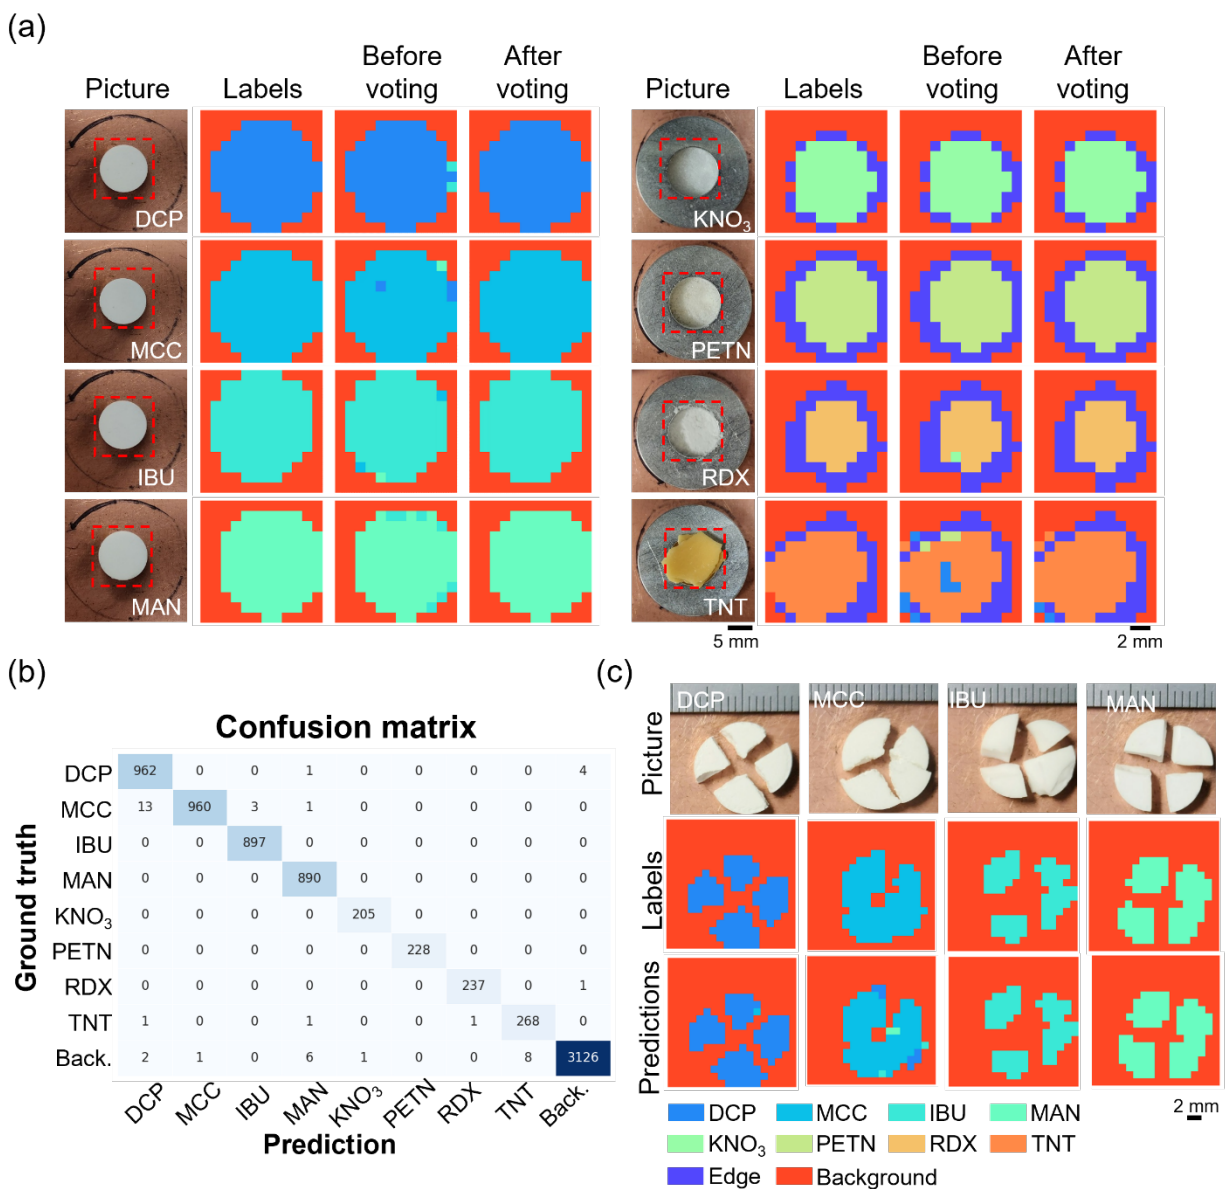 (a)
Picture Labels Before voting After voting Picture Labels Before voting After voting
DCP KNO₃
MCC PETN
IBU RDX
MAN TNT
5 mm 2 mm
(b)
Confusion matrix
Ground truth
DCP 962 0 0 1 0 0 0 0 4
MCC 13 960 3 1 0 0 0 0 0
IBU 0 0 897 0 0 0 0 0 0
MAN 0 0 0 890 0 0 0 0 0
KNO₃ 0 0 0 0 205 0 0 0 0
PETN 0 0 0 0 0 228 0 0 0
RDX 0 0 0 0 0 0 237 0 1
TNT 1 0 0 1 0 0 1 268 0
Back. 2 1 0 6 1 0 0 8 3126
DCP MCC IBU MAN KNO₃ PETN RDX TNT Back.
Prediction
(c)
DCP MCC IBU MAN
Picture
Labels
Predictions
2 mm
DCP MCC IBU MAN
KNO₃ PETN RDX TNT
Edge Background